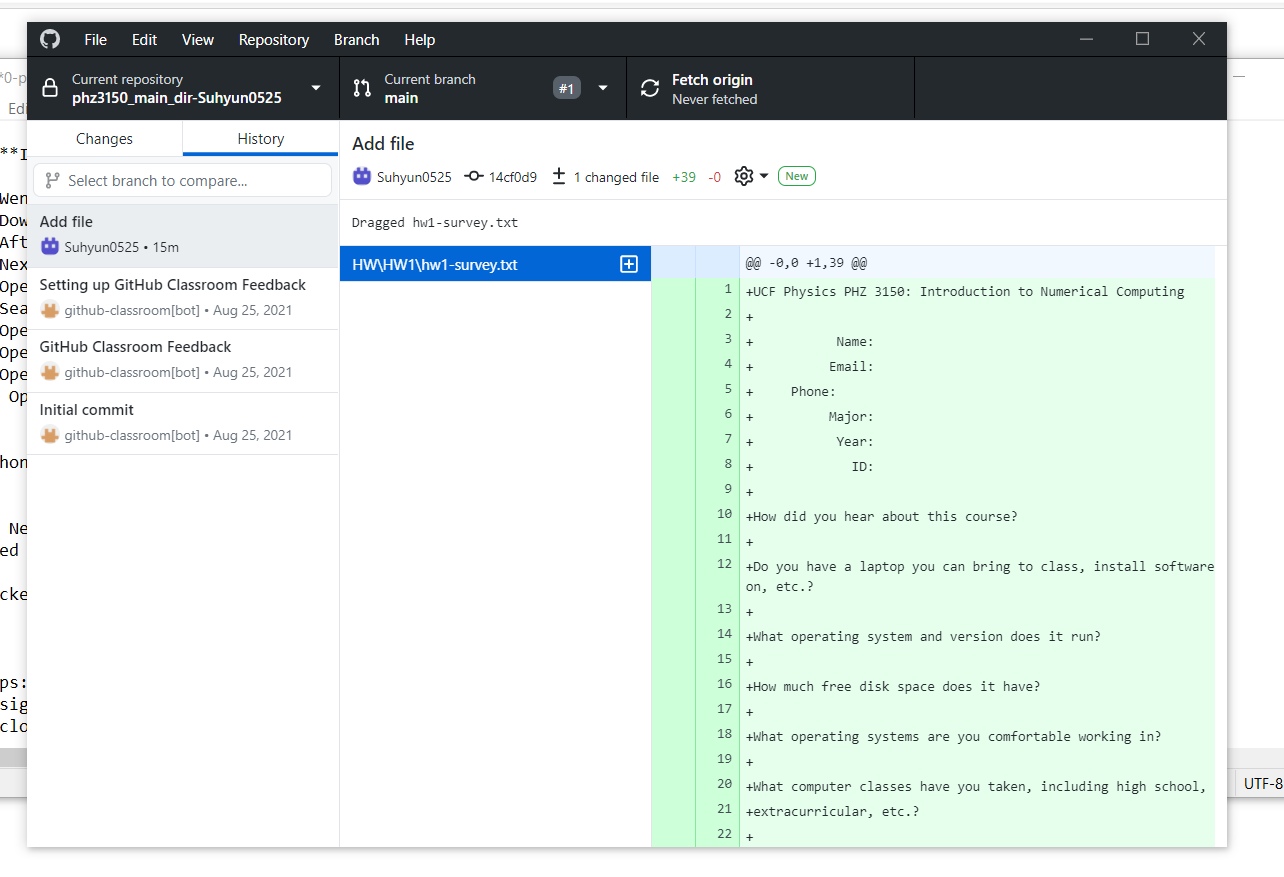 File Edit View Repository Branch Help
Current repository
phz3150_main_dir-Suhyun0525
Current branch
main
#1
Fetch origin
Never fetched
Changes History
Select branch to compare...
Add file
Suhyun0525 • 15m
Setting up GitHub Classroom Feedback
github-classroom[bot] • Aug 25, 2021
GitHub Classroom Feedback
github-classroom[bot] • Aug 25, 2021
Initial commit
github-classroom[bot] • Aug 25, 2021
Add file
Suhyun0525 14cf0d9 1 changed file +39 -0 New
Dragged hw1-survey.txt
HW\HW1\hw1-survey.txt
@@ -0,0 +1,39 @@
1 +UCF Physics PHZ 3150: Introduction to Numerical Computing
2 +
3 + Name:
4 + Email:
5 + Phone:
6 + Major:
7 + Year:
8 + ID:
9 +
10 +How did you hear about this course?
11 +
12 +Do you have a laptop you can bring to class, install software
on, etc.?
13 +
14 +What operating system and version does it run?
15 +
16 +How much free disk space does it have?
17 +
18 +What operating systems are you comfortable working in?
19 +
20 +What computer classes have you taken, including high school,
21 +extracurricular, etc.?
22 +
*0-p
Edi
**I
Wen
Dow
Aft
Nex
Ope
Sea
Ope
Ope
Ope
Op
hon
Ne
ed
cke
ps:
sig
clo
UTF-8